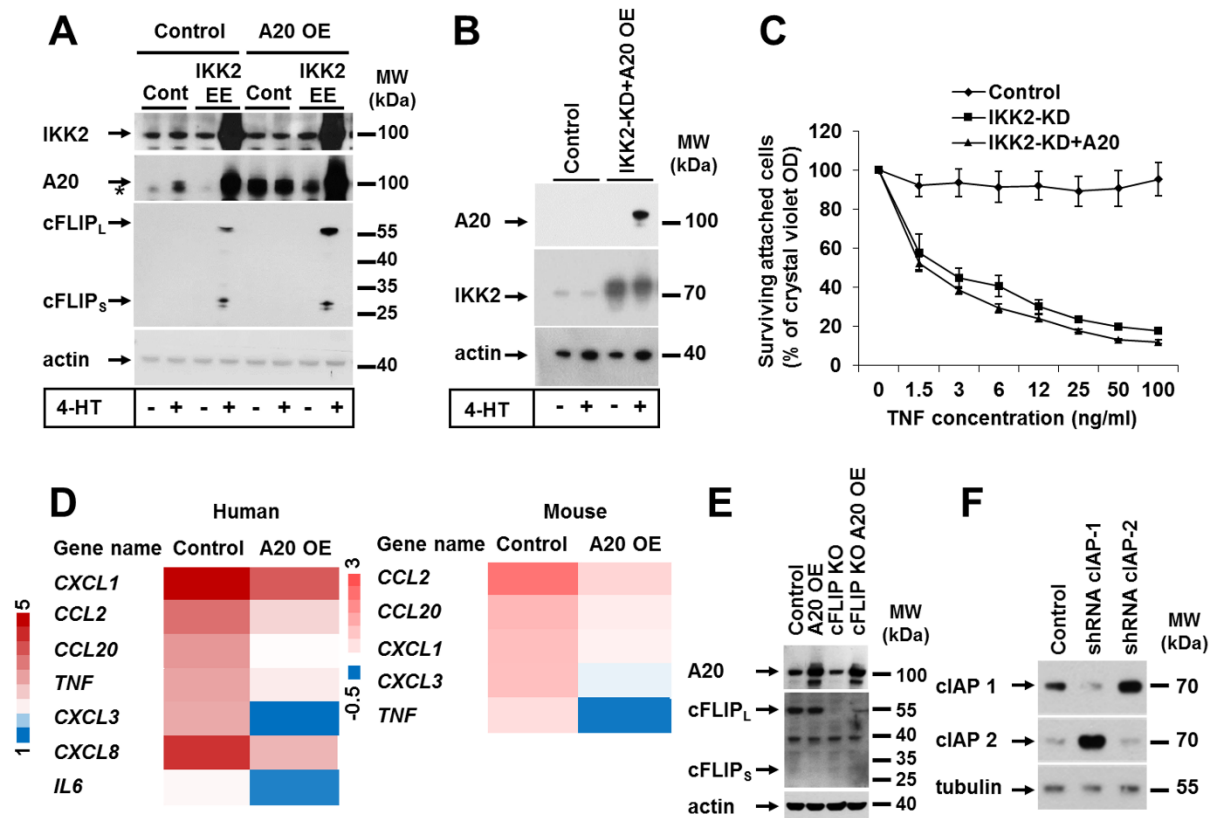 A
Control
A20 OE
Cont
IKK2
EE
Cont
IKK2
EE
MW
(kDa)
IKK2
100
A20
*
100
cFLIPL
55
40
35
cFLIPS
25
actin
40
4-HT
- + - + - + - +
B
Control
IKK2-KD+A20 OE
MW
(kDa)
A20
100
IKK2
70
actin
40
4-HT
- + - +
C
Control
IKK2-KD
IKK2-KD+A20
Surviving attached cells
(% of crystal violet OD)
120
100
80
60
40
20
0
0 1.5 3 6 12 25 50 100
TNF concentration (ng/ml)
D
Human
Gene name Control A20 OE
5
1
CXCL1
CCL2
CCL20
TNF
CXCL3
CXCL8
IL6
Mouse
Gene name Control A20 OE
3
-0.5
CCL2
CCL20
CXCL1
CXCL3
TNF
E
Control
A20 OE
cFLIP KO
cFLIP KO A20 OE
MW
(kDa)
A20
100
cFLIPL
55
40
35
cFLIPS
25
actin
40
F
Control
shRNA cIAP-1
shRNA cIAP-2
MW
(kDa)
cIAP 1
70
cIAP 2
70
tubulin
55